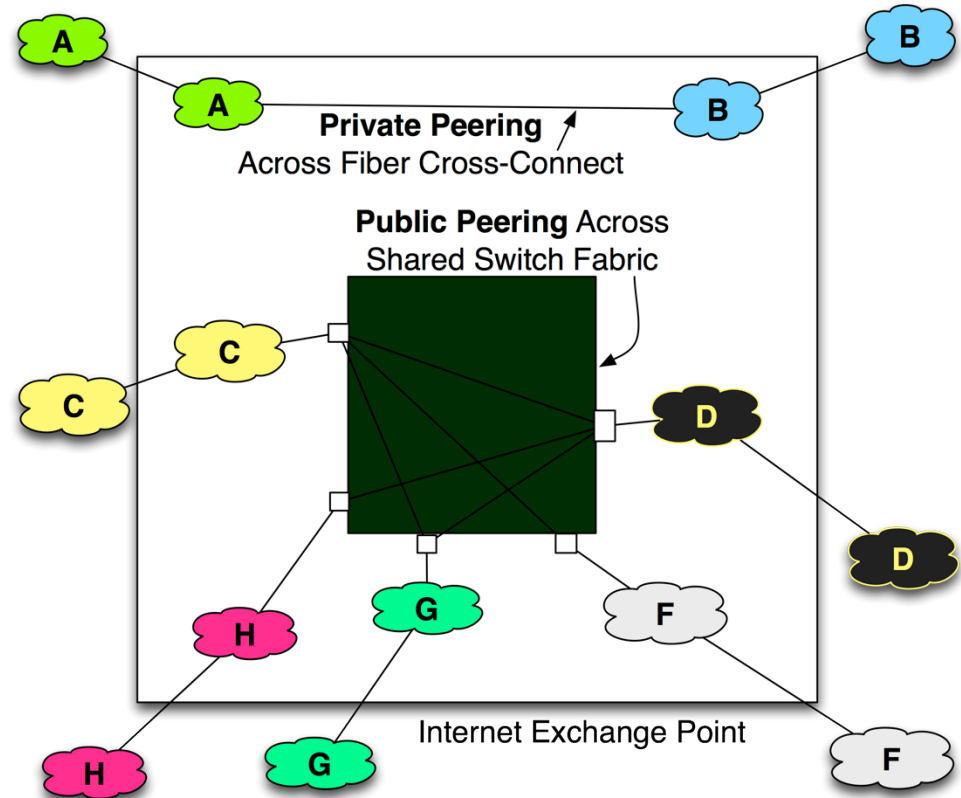 A
B
A
B
Private Peering
Across Fiber Cross-Connect
Public Peering Across
Shared Switch Fabric
C
C
D
D
G
F
H
Internet Exchange Point
H
G
F